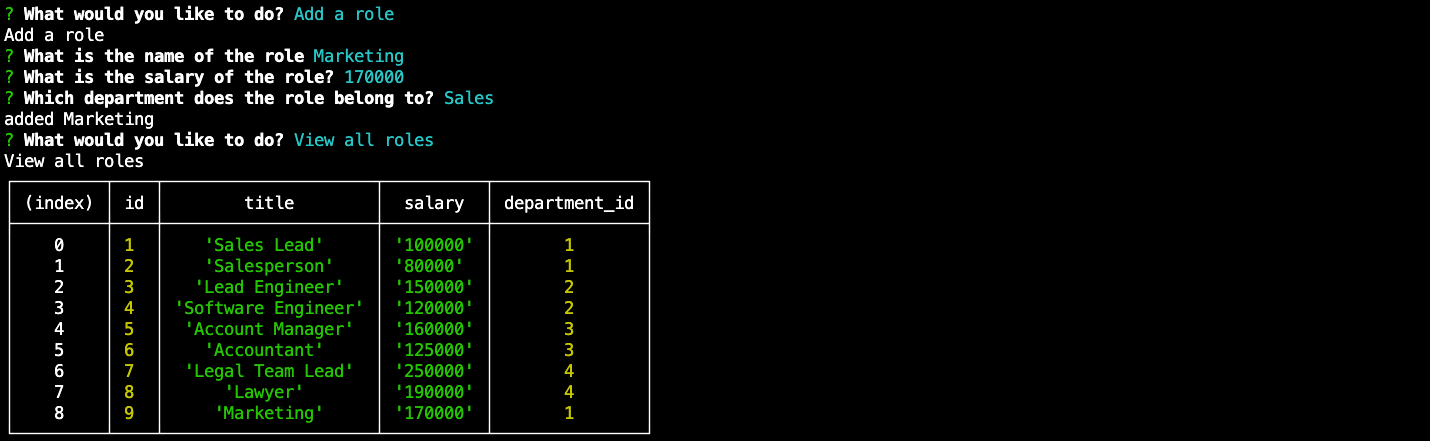 ? What would you like to do? Add a role
Add a role
? What is the name of the role Marketing
? What is the salary of the role? 170000
? Which department does the role belong to? Sales
added Marketing
? What would you like to do? View all roles
View all roles
(index) id title salary department_id
0 1 'Sales Lead' '100000' 1
1 2 'Salesperson' '80000' 1
2 3 'Lead Engineer' '150000' 2
3 4 'Software Engineer' '120000' 2
4 5 'Account Manager' '160000' 3
5 6 'Accountant' '125000' 3
6 7 'Legal Team Lead' '250000' 4
7 8 'Lawyer' '190000' 4
8 9 'Marketing' '170000' 1